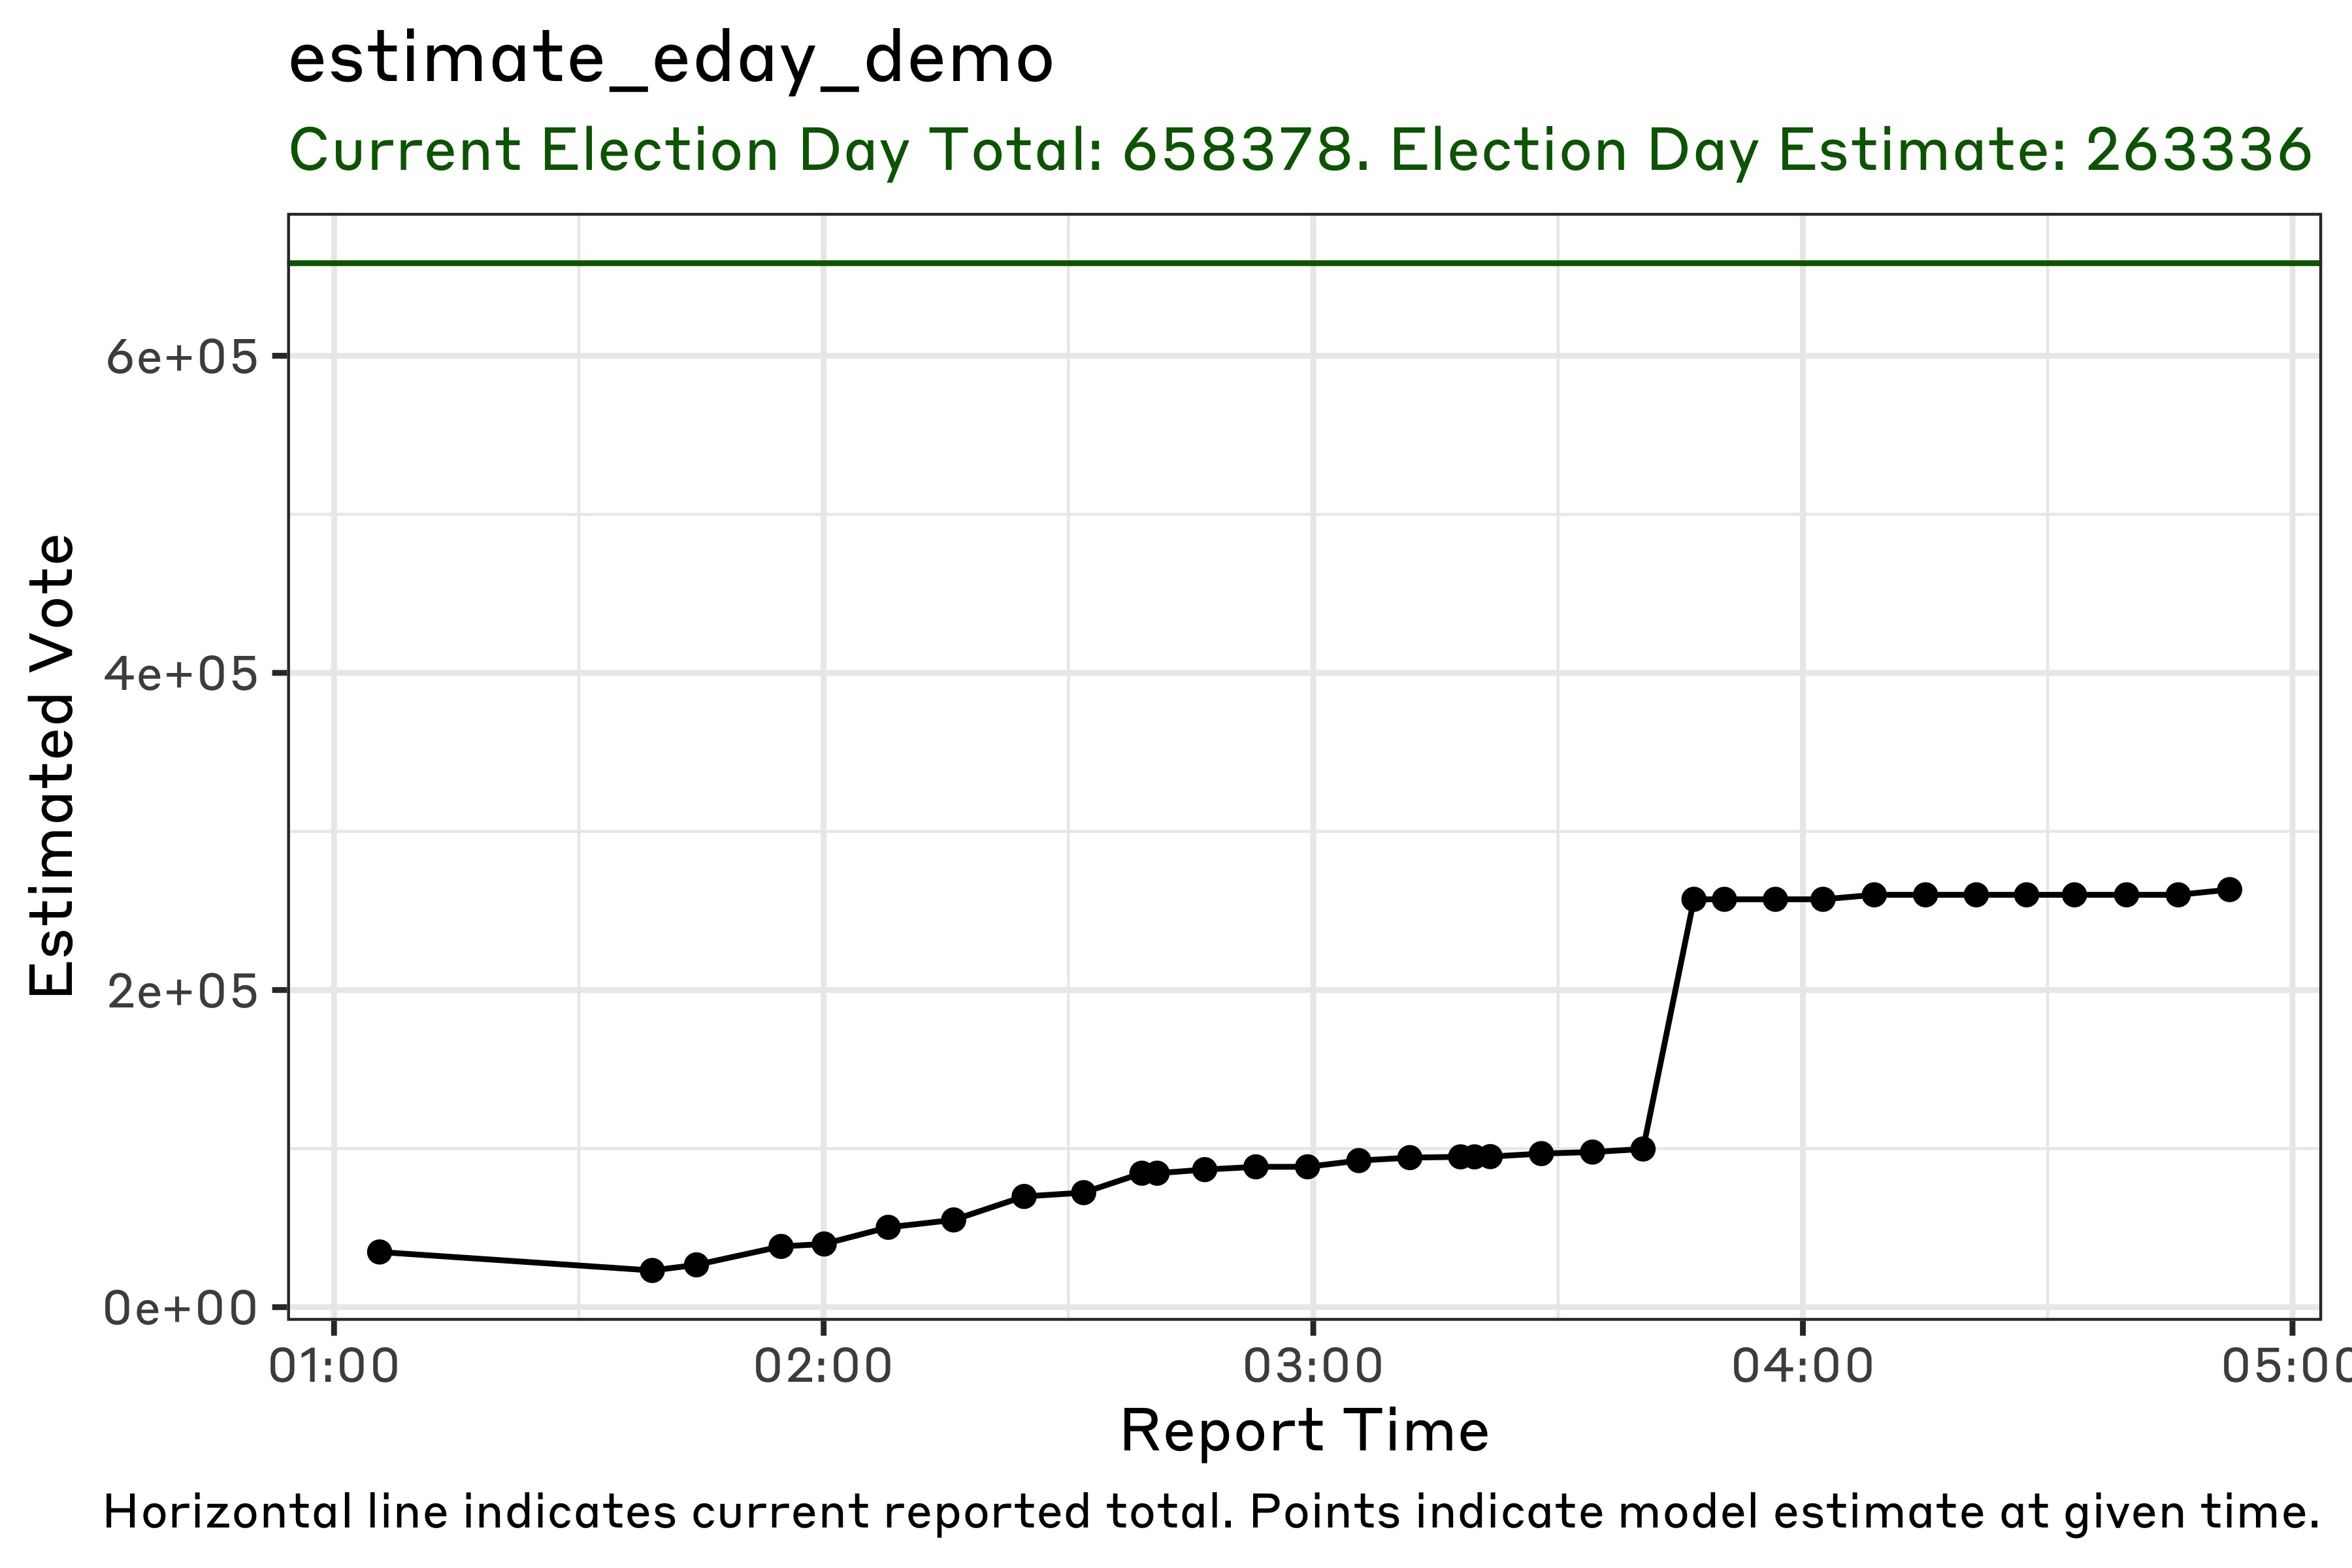 estimate_eday_demo
Current Election Day Total: 658378. Election Day Estimate: 263336
Estimated Vote
6e+05
4e+05
2e+05
0e+00
01:00 02:00 03:00 04:00 05:00
Report Time
Horizontal line indicates current reported total. Points indicate model estimate at given time.